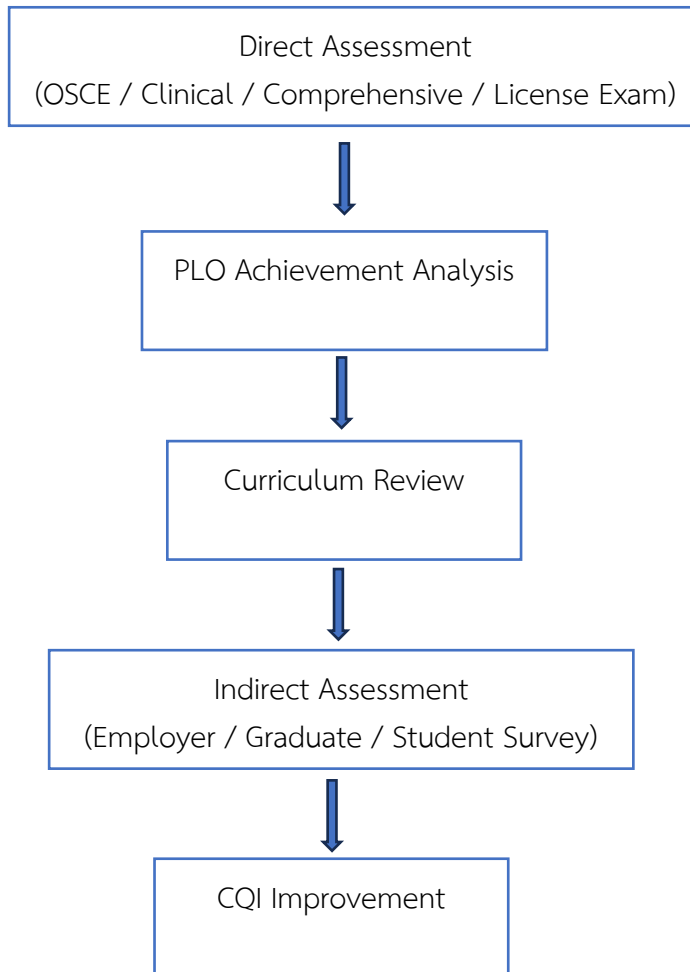 Direct Assessment
(OSCE / Clinical / Comprehensive / License Exam)
PLO Achievement Analysis
Curriculum Review
Indirect Assessment
(Employer / Graduate / Student Survey)
CQI Improvement